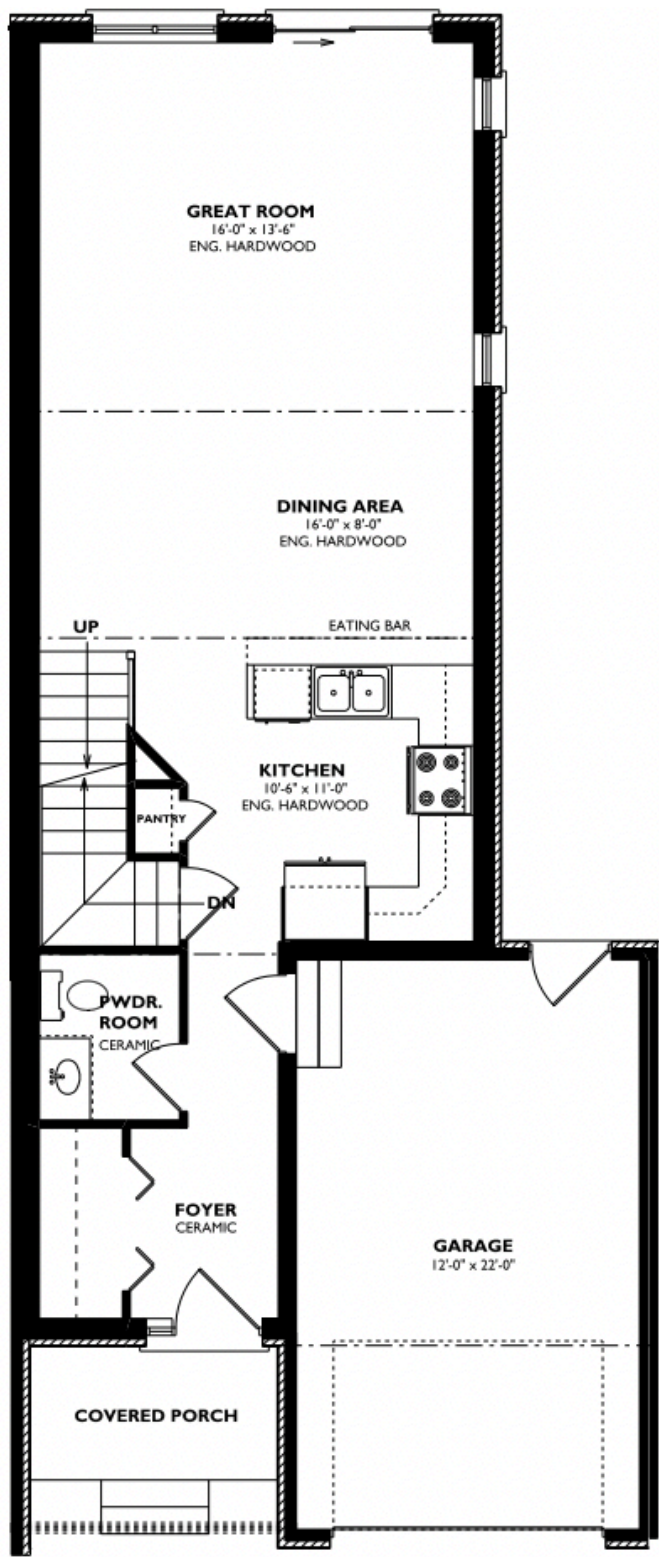 GREAT ROOM
16'-0" x 13'-6"
ENG. HARDWOOD
DINING AREA
16'-0" x 8'-0"
ENG. HARDWOOD
EATING BAR
UP
KITCHEN
10'-6" x 11'-0"
ENG. HARDWOOD
PANTRY
DN
PWDR.
ROOM
CERAMIC
FOYER
CERAMIC
GARAGE
12'-0" x 22'-0"
COVERED PORCH